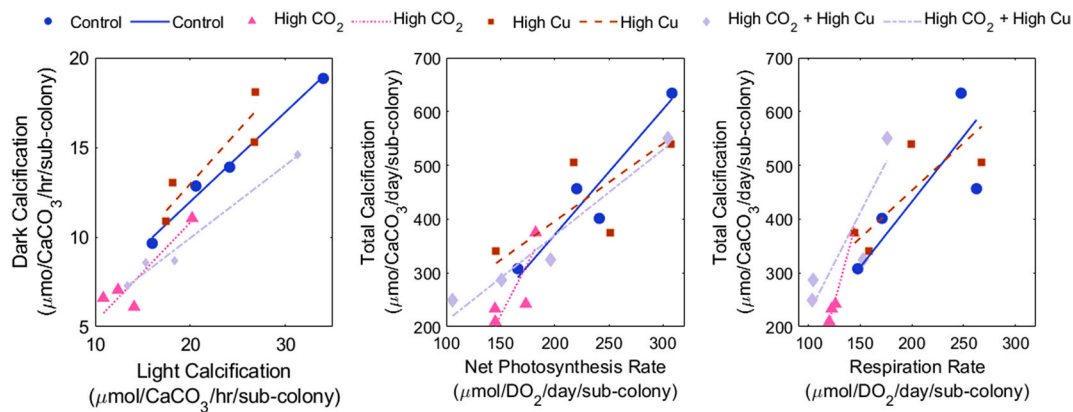 Control Control High CO2 High CO2 High Cu High Cu High CO2 + High Cu High CO2 + High Cu
Dark Calcification
(μmo/CaCO3/hr/sub-colony)
20
15
10
5
10 20 30
Light Calcification
(μmol/CaCO3/hr/sub-colony)
Total Calcification
(μmo/CaCO3/day/sub-colony)
700
600
500
400
300
200
100 150 200 250 300
Net Photosynthesis Rate
(μmol/DO2/day/sub-colony)
Total Calcification
(μmo/CaCO3/day/sub-colony)
700
600
500
400
300
200
100 150 200 250 300
Respiration Rate
(μmol/DO2/day/sub-colony)